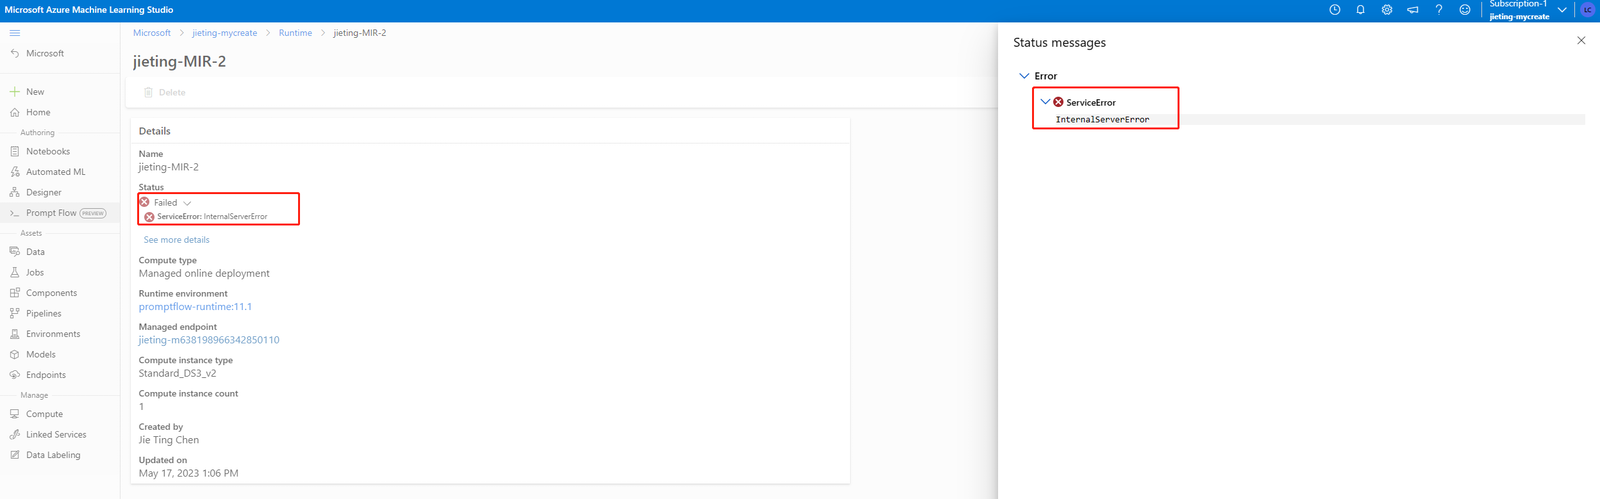 Microsoft Azure Machine Learning Studio
Subscription-1
jieting-mycreate
LC
Microsoft
New
Home
Authoring
Notebooks
Automated ML
Designer
Prompt Flow PREVIEW
Assets
Data
Jobs
Components
Pipelines
Environments
Models
Endpoints
Manage
Compute
Linked Services
Data Labeling
Microsoft > jieting-mycreate > Runtime > jieting-MIR-2
jieting-MIR-2
Delete
Details
Name
jieting-MIR-2
Status
Failed
ServiceError: InternalServerError
See more details
Compute type
Managed online deployment
Runtime environment
promptflow-runtime:11.1
Managed endpoint
jieting-m638198966342850110
Compute instance type
Standard_DS3_v2
Compute instance count
1
Created by
Jie Ting Chen
Updated on
May 17, 2023 1:06 PM
Status messages
Error
ServiceError
InternalServerError